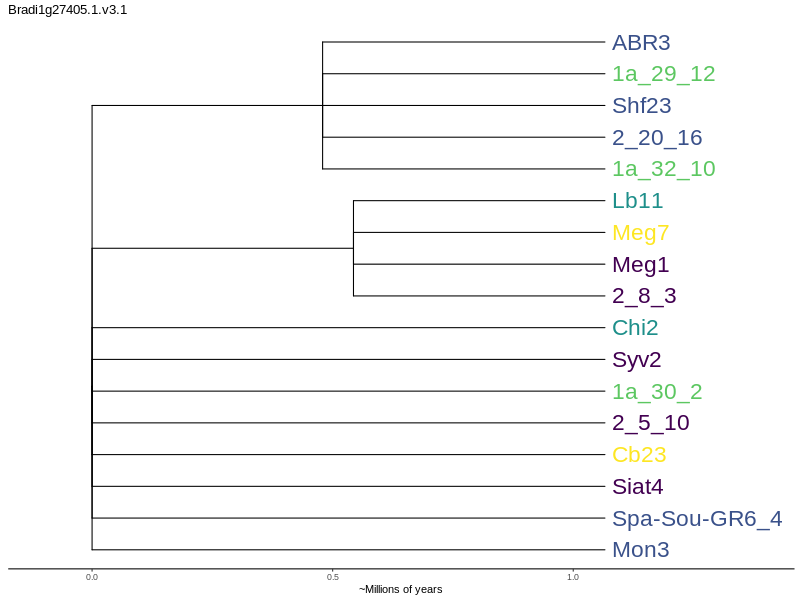 Bradi1g27405.1.v3.1
ABR3
1a_29_12
Shf23
2_20_16
1a_32_10
Lb11
Meg7
Meg1
2_8_3
Chi2
Syv2
1a_30_2
2_5_10
Cb23
Siat4
Spa-Sou-GR6_4
Mon3
0.0 0.5 1.0
~Millions of years